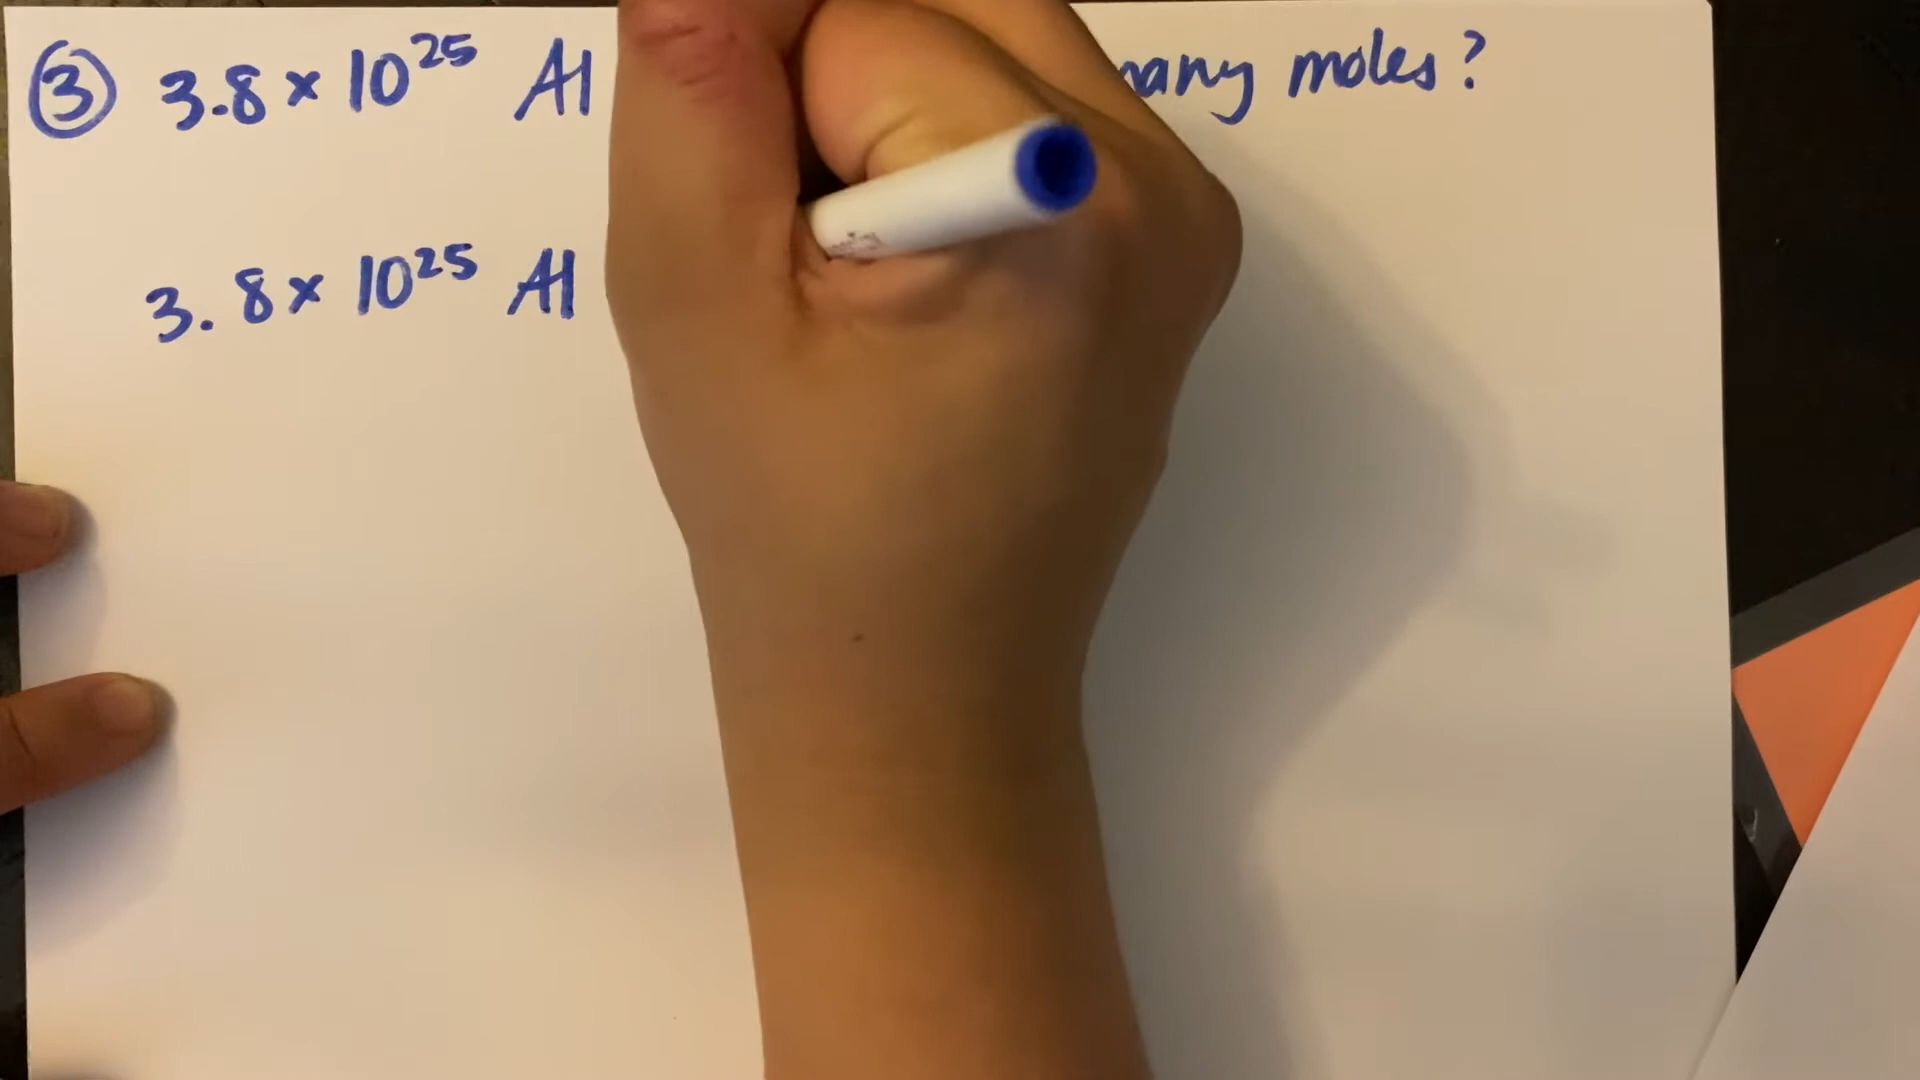 ③ 3.8 × 10²⁵ Al many moles?
3.8 × 10²⁵ Al